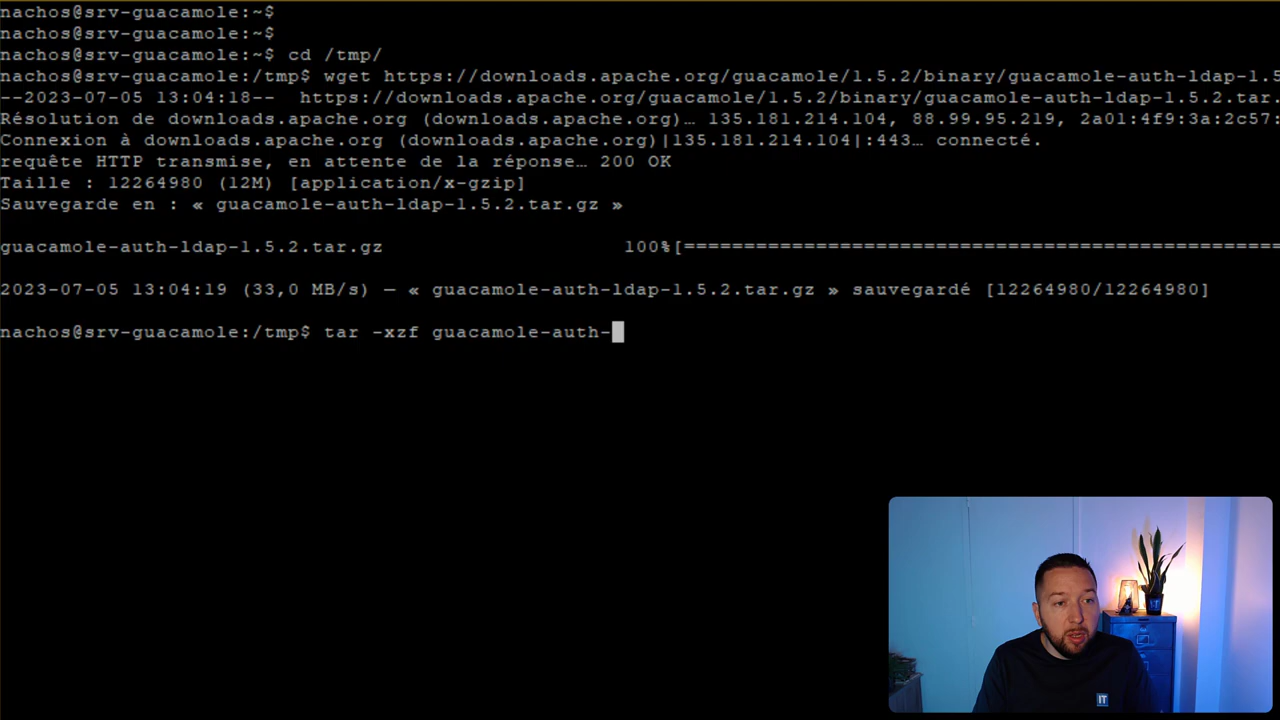 nachos@srv-guacamole:~$
nachos@srv-guacamole:~$
nachos@srv-guacamole:~$ cd /tmp/
nachos@srv-guacamole:/tmp$ wget https://downloads.apache.org/guacamole/1.5.2/binary/guacamole-auth-ldap-1.5
--2023-07-05 13:04:18--  https://downloads.apache.org/guacamole/1.5.2/binary/guacamole-auth-ldap-1.5.2.tar.
Résolution de downloads.apache.org (downloads.apache.org)… 135.181.214.104, 88.99.95.219, 2a01:4f9:3a:2c57:
Connexion à downloads.apache.org (downloads.apache.org)|135.181.214.104|:443… connecté.
requête HTTP transmise, en attente de la réponse… 200 OK
Taille : 12264980 (12M) [application/x-gzip]
Sauvegarde en : « guacamole-auth-ldap-1.5.2.tar.gz »
guacamole-auth-ldap-1.5.2.tar.gz 100%[==================================================
2023-07-05 13:04:19 (33,0 MB/s) — « guacamole-auth-ldap-1.5.2.tar.gz » sauvegardé [12264980/12264980]
nachos@srv-guacamole:/tmp$ tar -xzf guacamole-auth-
IT